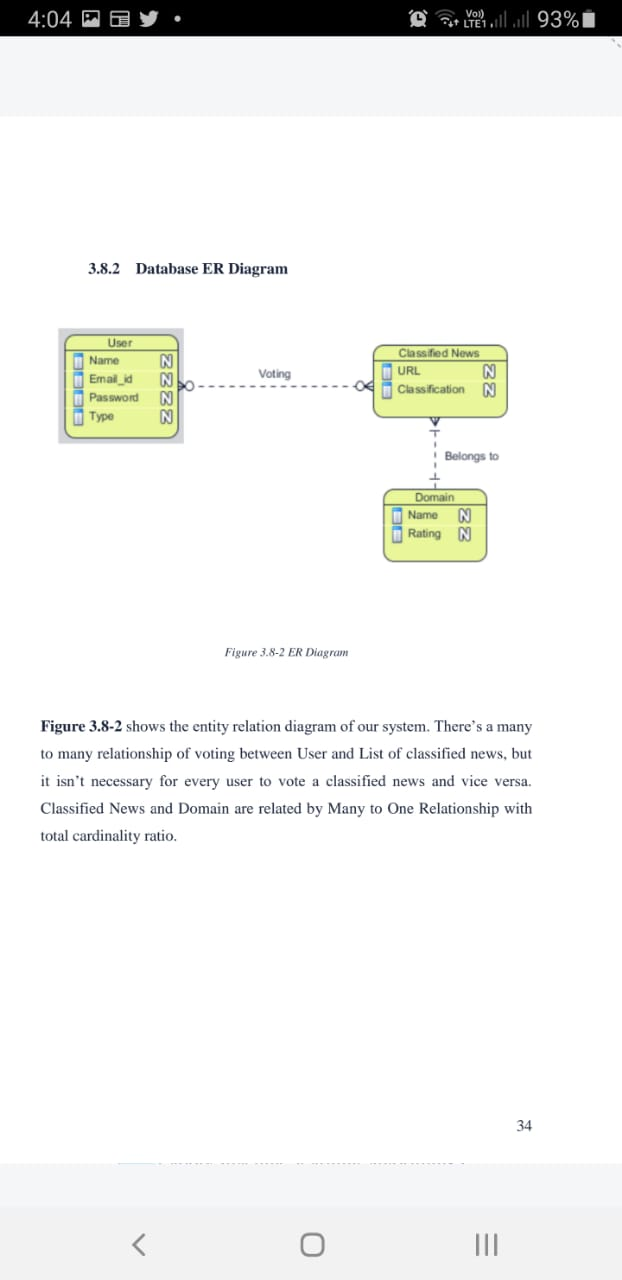 4:04
Vo)) LTE1 93%
3.8.2 Database ER Diagram
User
Name N
Email_id N
Password N
Type N
Voting
Classified News
URL N
Classification N
Belongs to
Domain
Name N
Rating N
Figure 3.8-2 ER Diagram
Figure 3.8-2 shows the entity relation diagram of our system. There’s a many
to many relationship of voting between User and List of classified news, but
it isn’t necessary for every user to vote a classified news and vice versa.
Classified News and Domain are related by Many to One Relationship with
total cardinality ratio.
34